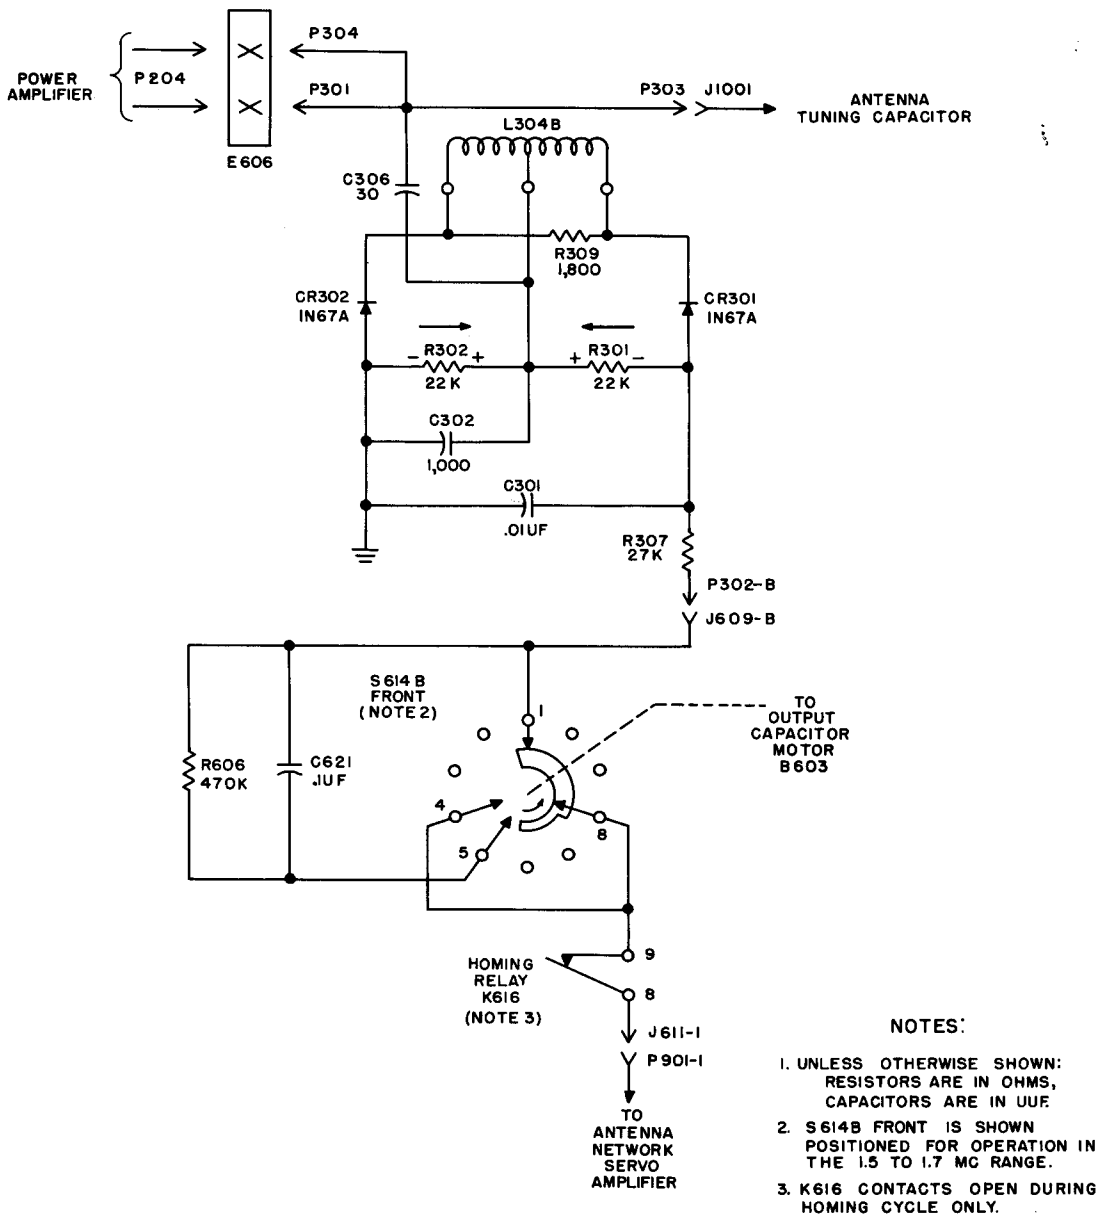 P304
POWER
AMPLIFIER
P204
P301
P303
J1001
ANTENNA
TUNING CAPACITOR
L304B
E606
C306
30
R309
1,800
CR302
IN67A
CR301
IN67A
- R302 +
22K
+ R301 -
22K
C302
1,000
C301
.01UF
R307
27K
P302-B
J609-B
S614B
FRONT
(NOTE 2)
1
TO
OUTPUT
CAPACITOR
MOTOR
B603
R606
470K
C621
.1UF
4
8
5
HOMING
RELAY
K616
(NOTE 3)
9
8
J611-1
P901-1
TO
ANTENNA
NETWORK
SERVO
AMPLIFIER
NOTES:
1. UNLESS OTHERWISE SHOWN:
RESISTORS ARE IN OHMS,
CAPACITORS ARE IN UUF.
2. S614B FRONT IS SHOWN
POSITIONED FOR OPERATION IN
THE 1.5 TO 1.7 MC RANGE.
3. K616 CONTACTS OPEN DURING
HOMING CYCLE ONLY.